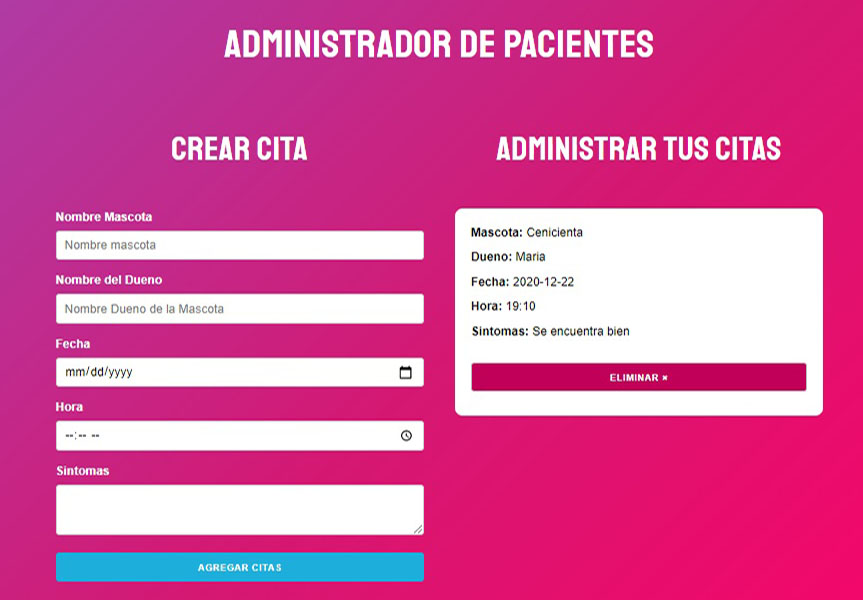 ADMINISTRADOR DE PACIENTES
CREAR CITA
Nombre Mascota
Nombre mascota
Nombre del Dueno
Nombre Dueno de la Mascota
Fecha
mm/dd/yyyy
Hora
--:-- --
Sintomas
AGREGAR CITAS
ADMINISTRAR TUS CITAS
Mascota: Cenicienta
Dueno: Maria
Fecha: 2020-12-22
Hora: 19:10
Sintomas: Se encuentra bien
ELIMINAR ×